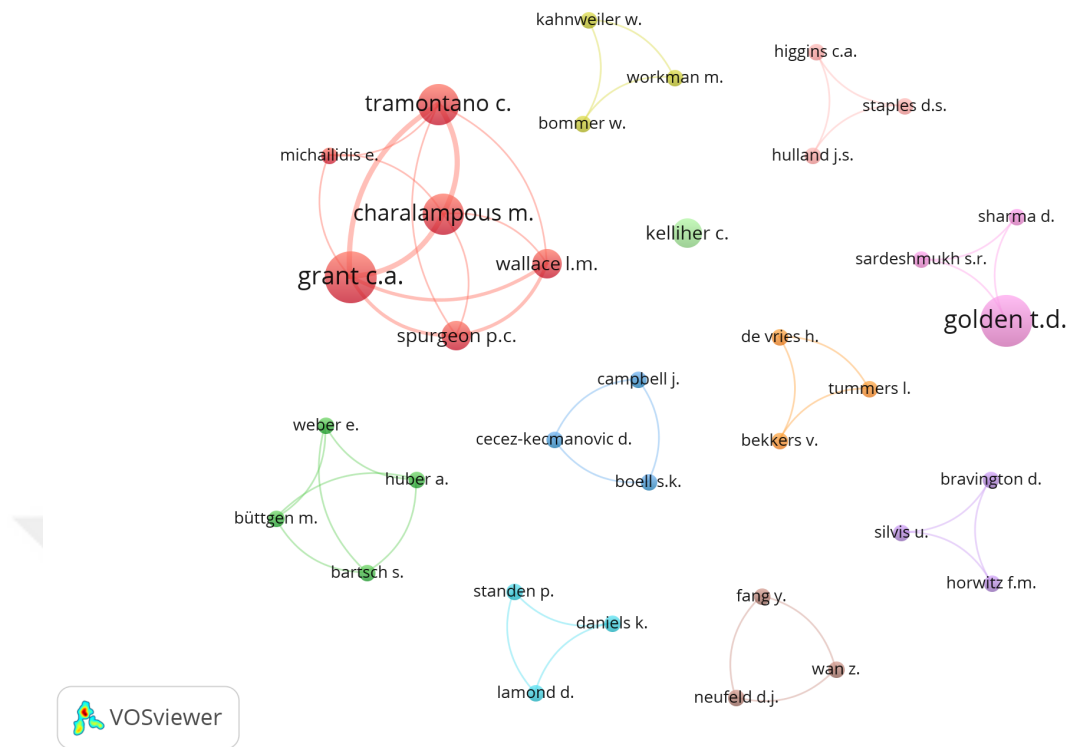 kahnweiler w.
workman m.
bommer w.
higgins c.a.
staples d.s.
hulland j.s.
tramontano c.
michailidis e.
charalampous m.
grant c.a.
wallace l.m.
spurgeon p.c.
kelliher c.
sharma d.
sardeshmukh s.r.
golden t.d.
de vries h.
tummers l.
bekkers v.
campbell j.
cecez-kecmanovic d.
boell s.k.
weber e.
huber a.
büttgen m.
bartsch s.
bravington d.
silvis u.
horwitz f.m.
standen p.
daniels k.
lamond d.
fang y.
wan z.
neufeld d.j.
VOSviewer